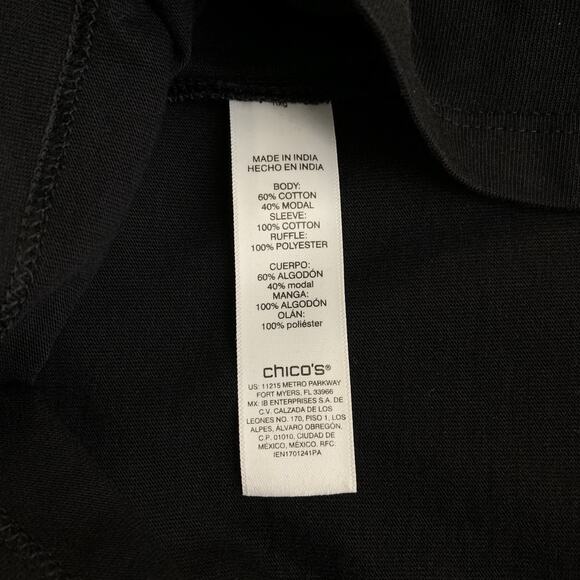 MADE IN INDIA
HECHO EN INDIA
BODY:
60% COTTON
40% MODAL
SLEEVE:
100% COTTON
RUFFLE:
100% POLYESTER
CUERPO:
60% ALGODÓN
40% modal
MANGA:
100% ALGODÓN
OLÁN:
100% poliéster
chico's®
US: 11215 METRO PARKWAY
FORT MYERS, FL 33966
MX: IB ENTERPRISES S.A. DE
C.V. CALZADA DE LOS
LEONES NO. 170, PISO 1, LOS
ALPES, ÁLVARO OBREGÓN,
C.P. 01010, CIUDAD DE
MÉXICO, MÉXICO. RFC.
IEN1701241PA